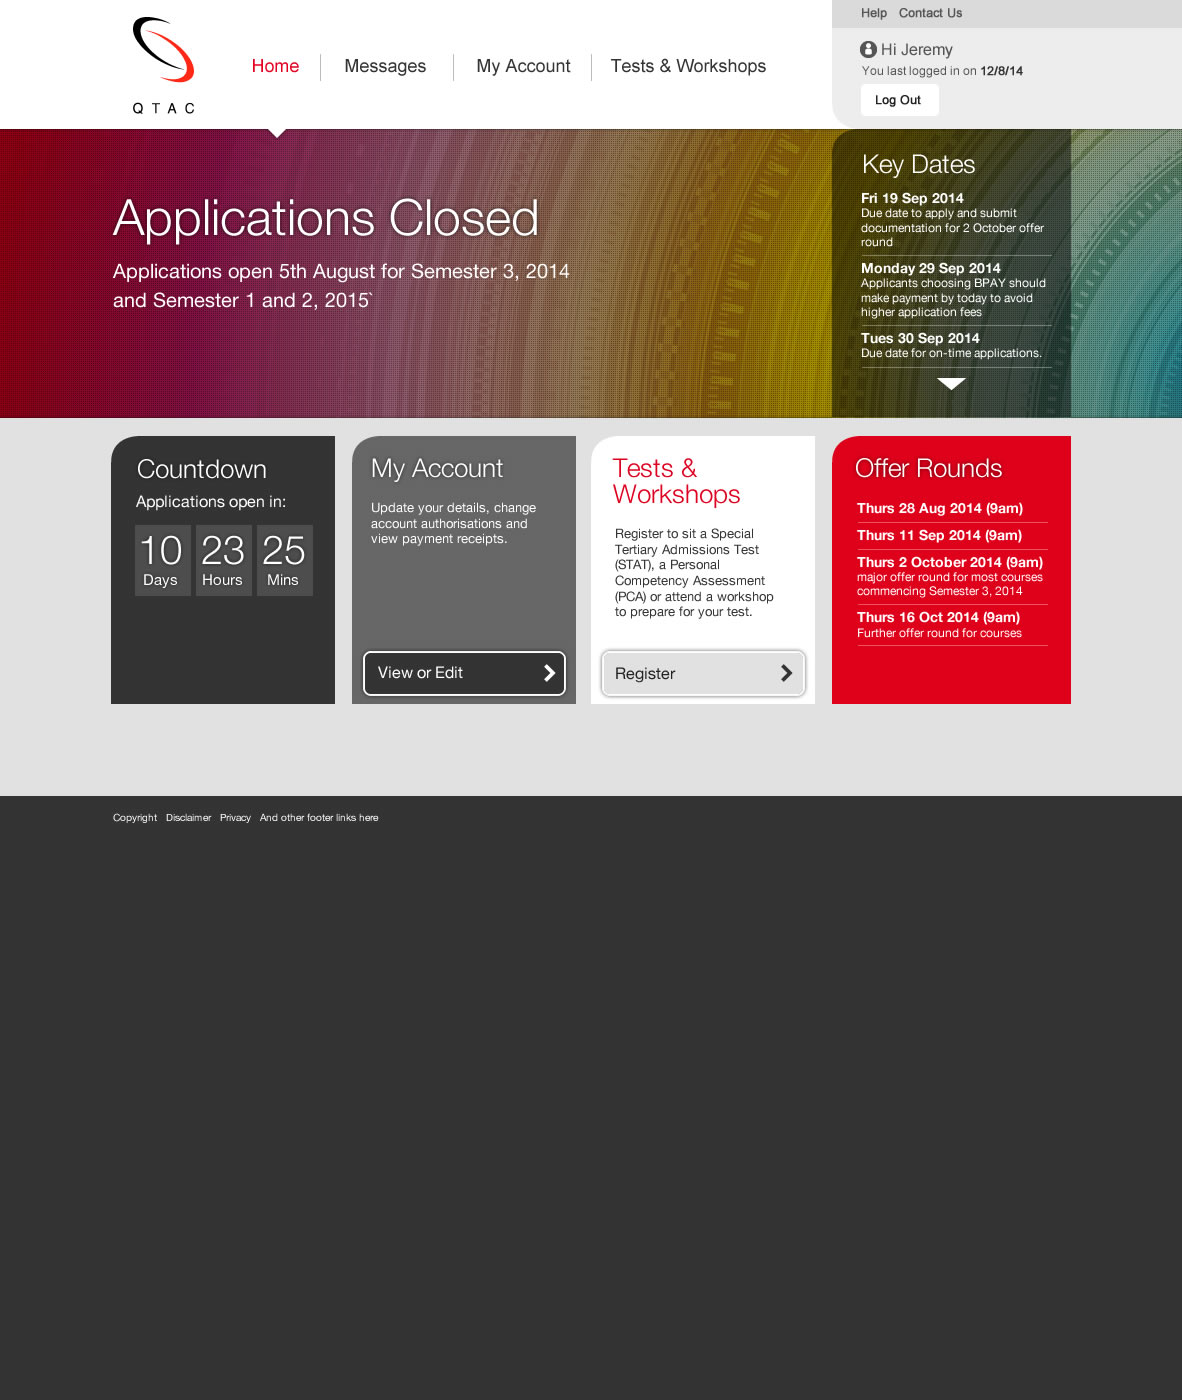 Help Contact Us
Hi Jeremy
You last logged in on 12/8/14
Log Out
QTAC
Home
Messages
My Account
Tests & Workshops
Applications Closed
Applications open 5th August for Semester 3, 2014
and Semester 1 and 2, 2015`
Key Dates
Fri 19 Sep 2014
Due date to apply and submit
documentation for 2 October offer
round
Monday 29 Sep 2014
Applicants choosing BPAY should
make payment by today to avoid
higher application fees
Tues 30 Sep 2014
Due date for on-time applications.
Countdown
Applications open in:
10 23 25
Days Hours Mins
My Account
Update your details, change
account authorisations and
view payment receipts.
View or Edit
Tests &
Workshops
Register to sit a Special
Tertiary Admissions Test
(STAT), a Personal
Competency Assessment
(PCA) or attend a workshop
to prepare for your test.
Register
Offer Rounds
Thurs 28 Aug 2014 (9am)
Thurs 11 Sep 2014 (9am)
Thurs 2 October 2014 (9am)
major offer round for most courses
commencing Semester 3, 2014
Thurs 16 Oct 2014 (9am)
Further offer round for courses
Copyright Disclaimer Privacy And other footer links here